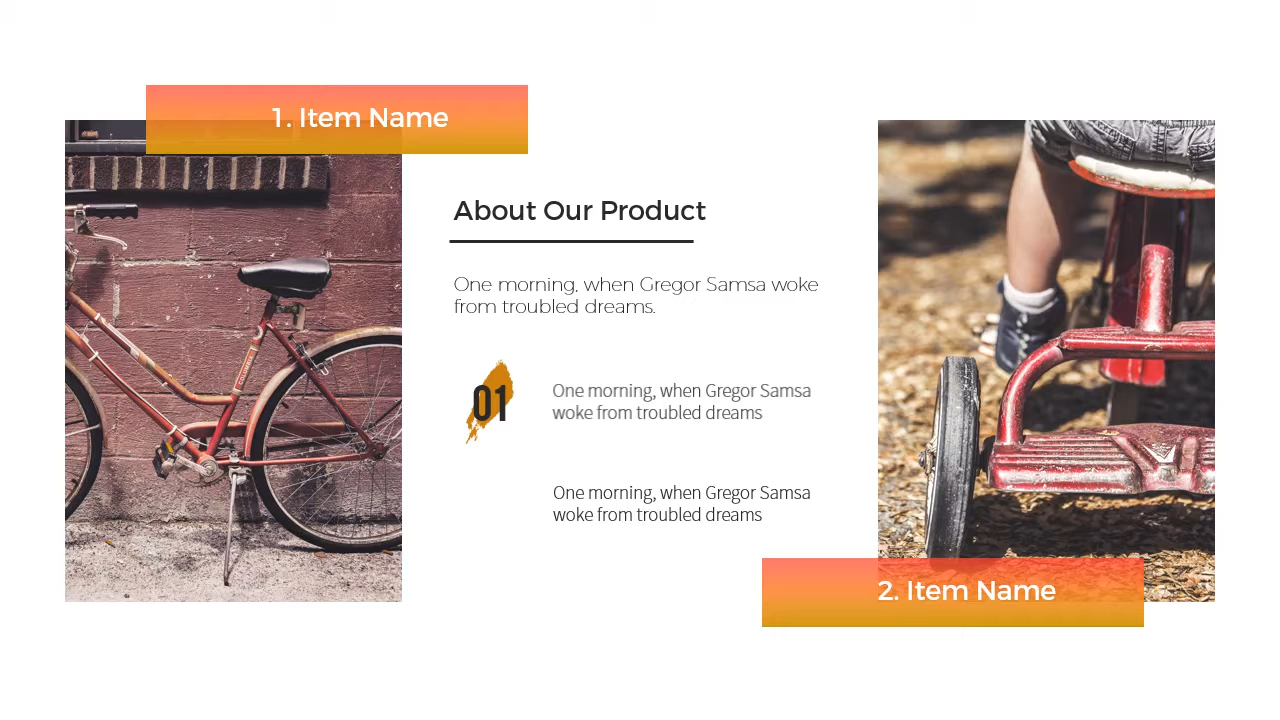 1. Item Name
About Our Product
One morning, when Gregor Samsa woke
from troubled dreams.
01
One morning, when Gregor Samsa
woke from troubled dreams
One morning, when Gregor Samsa
woke from troubled dreams
2. Item Name